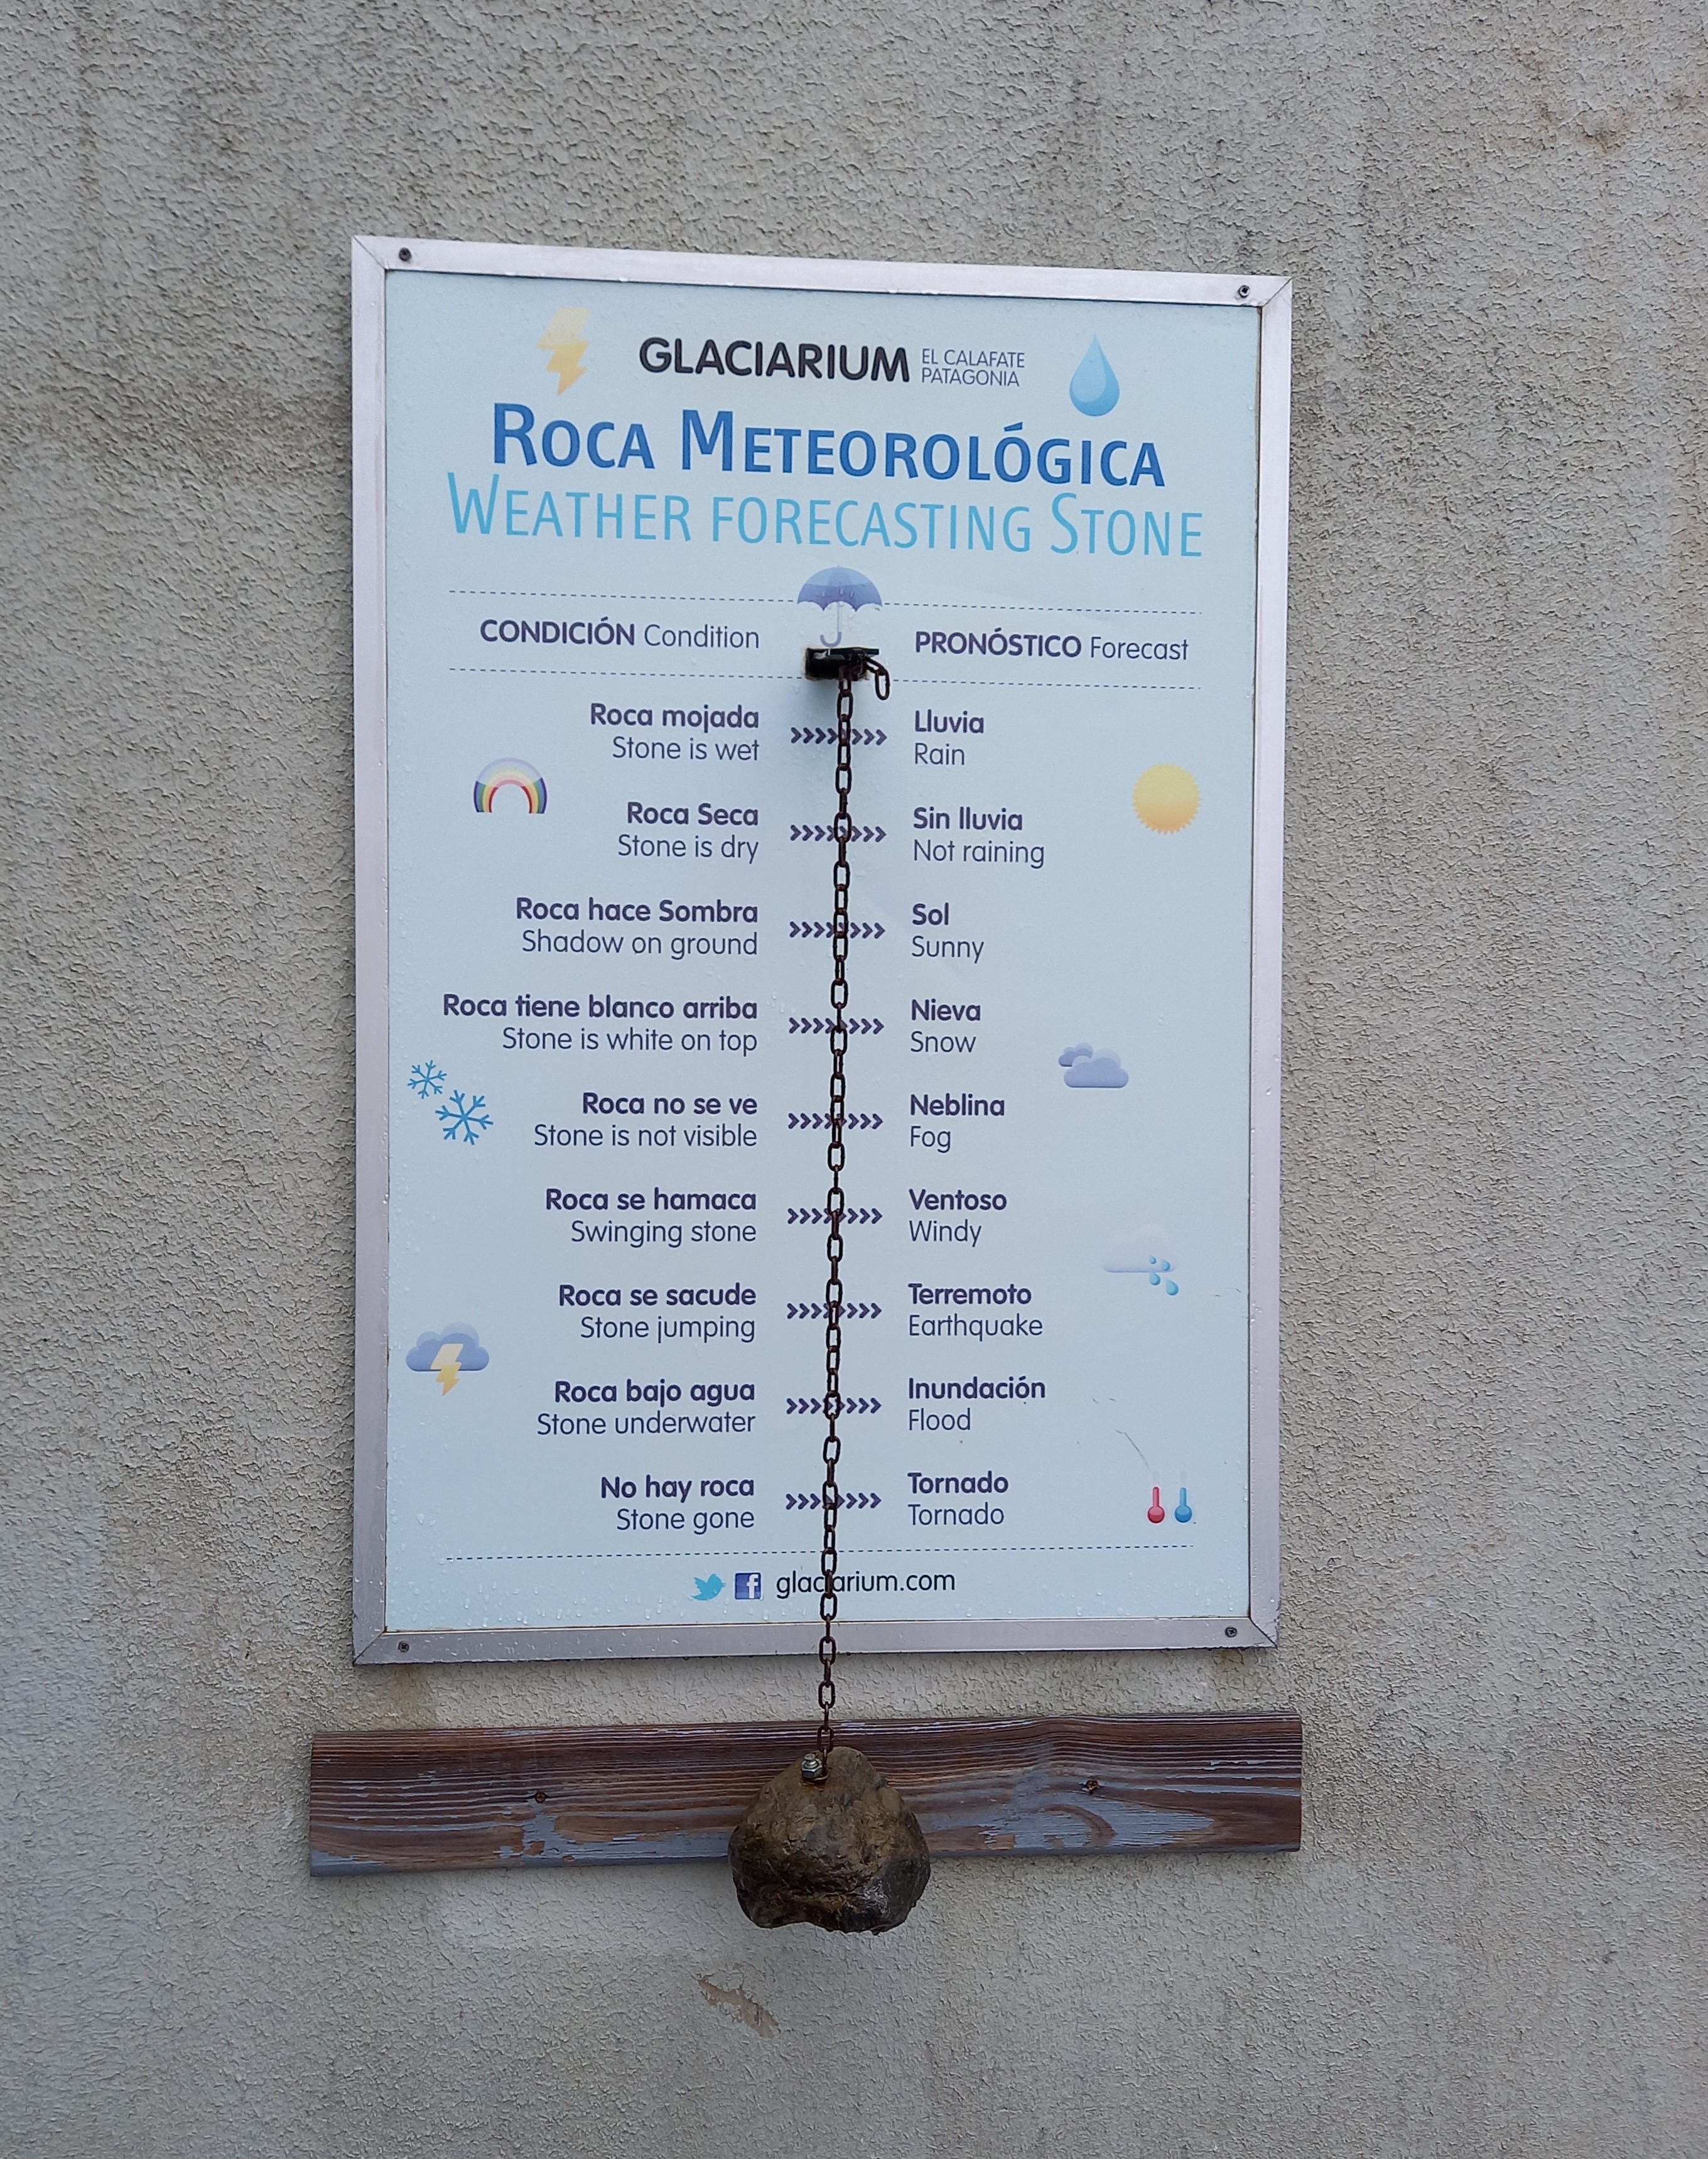 GLACIARIUM EL CALAFATE
PATAGONIA
ROCA METEOROLÓGICA
WEATHER FORECASTING STONE
CONDICIÓN Condition PRONÓSTICO Forecast
Roca mojada >>>>>>>> Lluvia
Stone is wet Rain
Roca Seca >>>>>>>> Sin lluvia
Stone is dry Not raining
Roca hace Sombra >>>>>>>> Sol
Shadow on ground Sunny
Roca tiene blanco arriba >>>>>>>> Nieva
Stone is white on top Snow
Roca no se ve >>>>>>>> Neblina
Stone is not visible Fog
Roca se hamaca >>>>>>>> Ventoso
Swinging stone Windy
Roca se sacude >>>>>>>> Terremoto
Stone jumping Earthquake
Roca bajo agua >>>>>>>> Inundación
Stone underwater Flood
No hay roca >>>>>>>> Tornado
Stone gone Tornado
f glaciarium.com